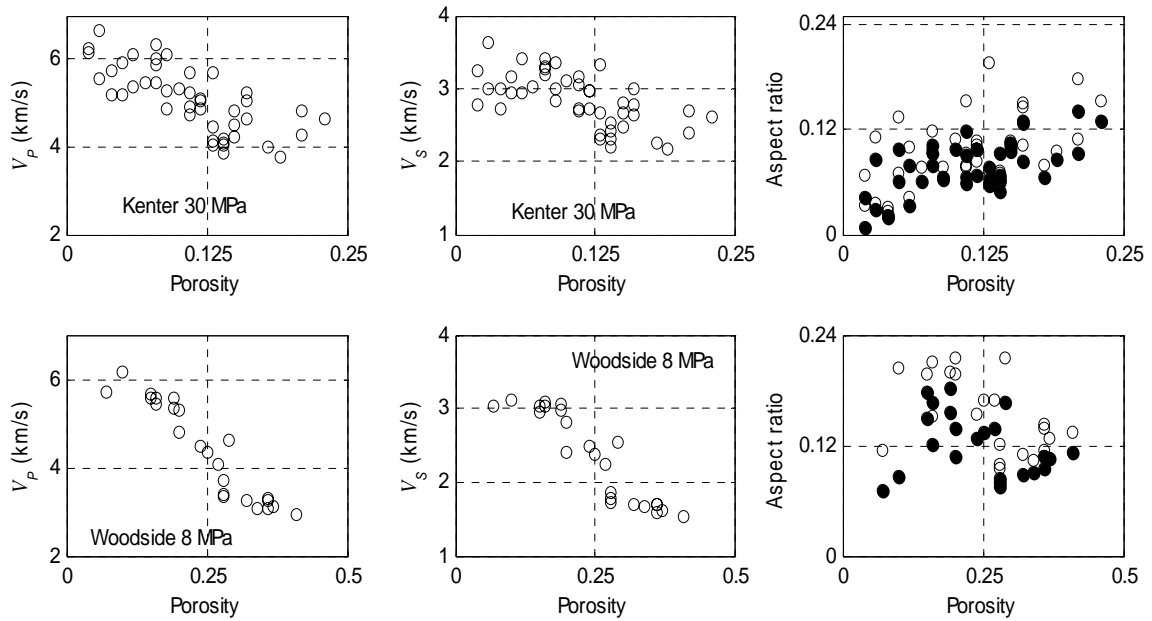 6
4
2
V_P (km/s)
Kenter 30 MPa
0
0.125
0.25
Porosity
4
3
2
1
V_S (km/s)
Kenter 30 MPa
0
0.125
0.25
Porosity
0.24
0.12
0
Aspect ratio
0
0.125
0.25
Porosity
6
4
2
V_P (km/s)
Woodside 8 MPa
0
0.25
0.5
Porosity
4
3
2
1
V_S (km/s)
Woodside 8 MPa
0
0.25
0.5
Porosity
0.24
0.12
0
Aspect ratio
0
0.25
0.5
Porosity